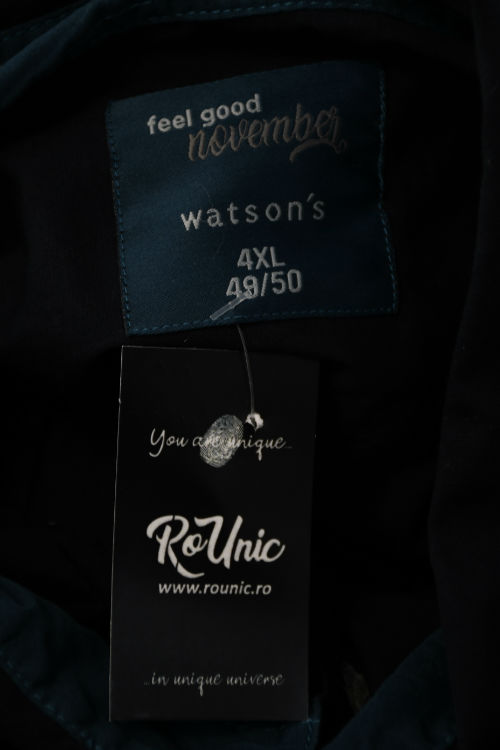 feel good
november
watson's
4XL
49/50
You are unique...
RoUnic
www.rounic.ro
...in unique universe